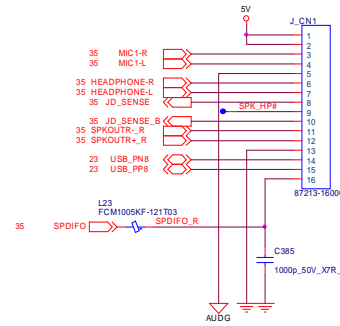 5V
J_CN1
1
2
35 MIC1-R 3
35 MIC1-L 4
5
35 HEADPHONE-R 6
35 HEADPHONE-L 7
35 JD_SENSE 8
SPK_HP# 9
35 JD_SENSE_B 10
35 SPKOUTR-_R 11
35 SPKOUTR+_R 12
13
23 USB_PN8 14
23 USB_PP8 15
16
87213-1600
L23
FCM1005KF-121T03
35 SPDIFO SPDIFO_R
C385
1000p_50V_X7R_
AUDG